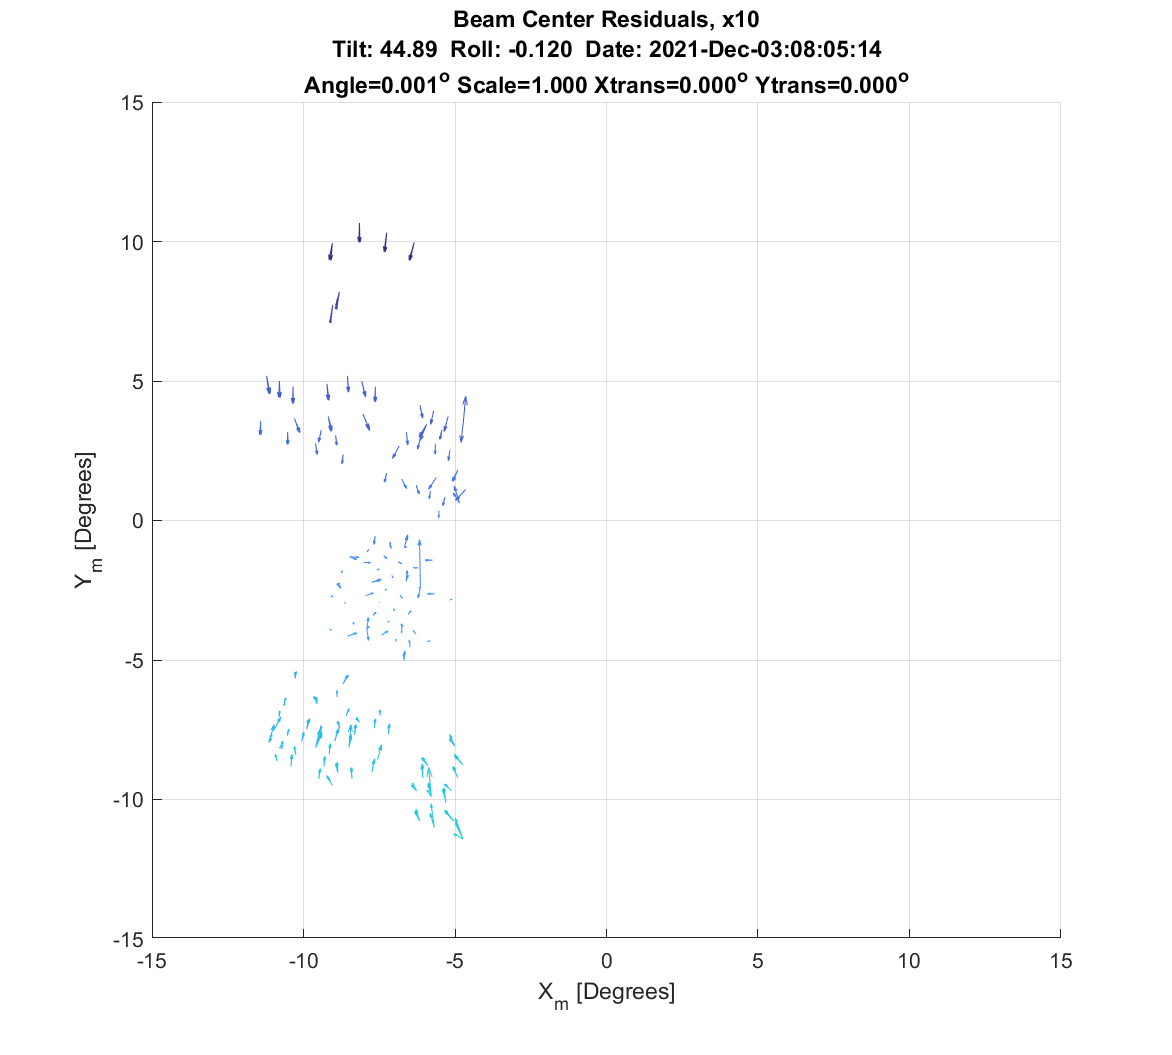 Beam Center Residuals, x10
Tilt: 44.89 Roll: -0.120 Date: 2021-Dec-03:08:05:14
Angle=0.001° Scale=1.000 Xtrans=0.000° Ytrans=0.000°
15
10
5
0
-5
-10
-15
Y_m [Degrees]
-15 -10 -5 0 5 10 15
X_m [Degrees]